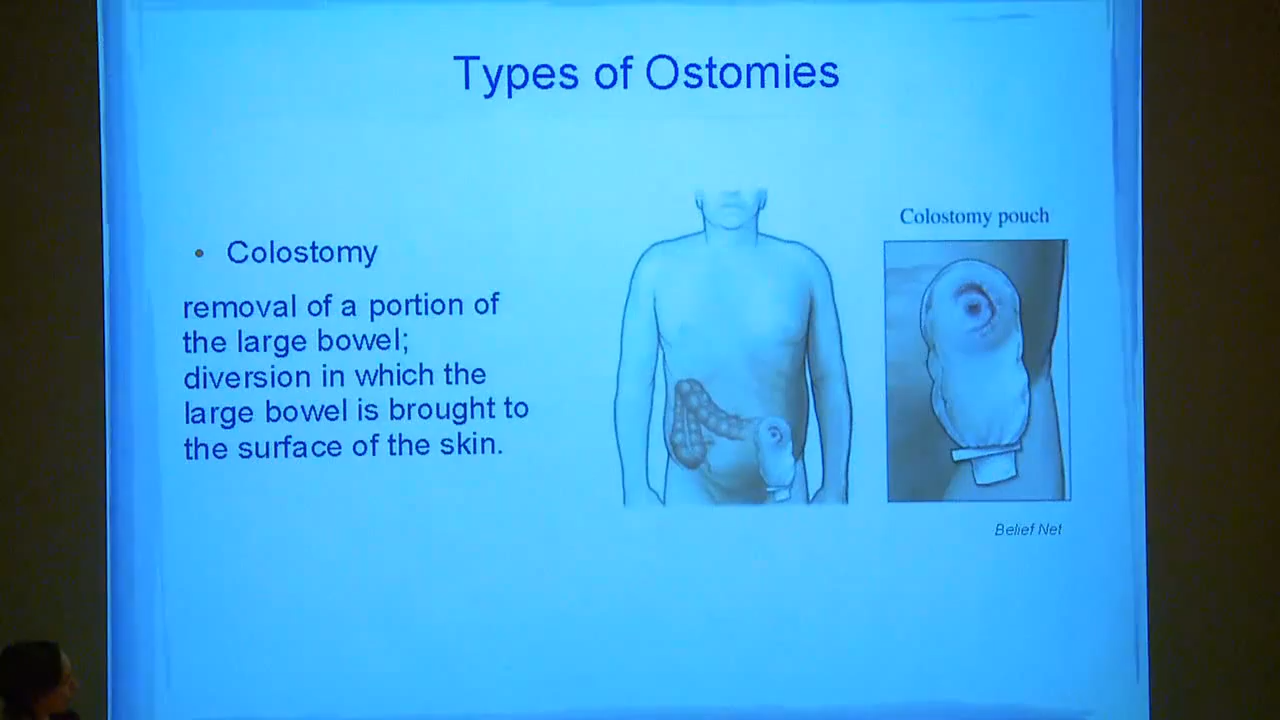 Types of Ostomies
• Colostomy
removal of a portion of
the large bowel;
diversion in which the
large bowel is brought to
the surface of the skin.
Colostomy pouch
Belief Net